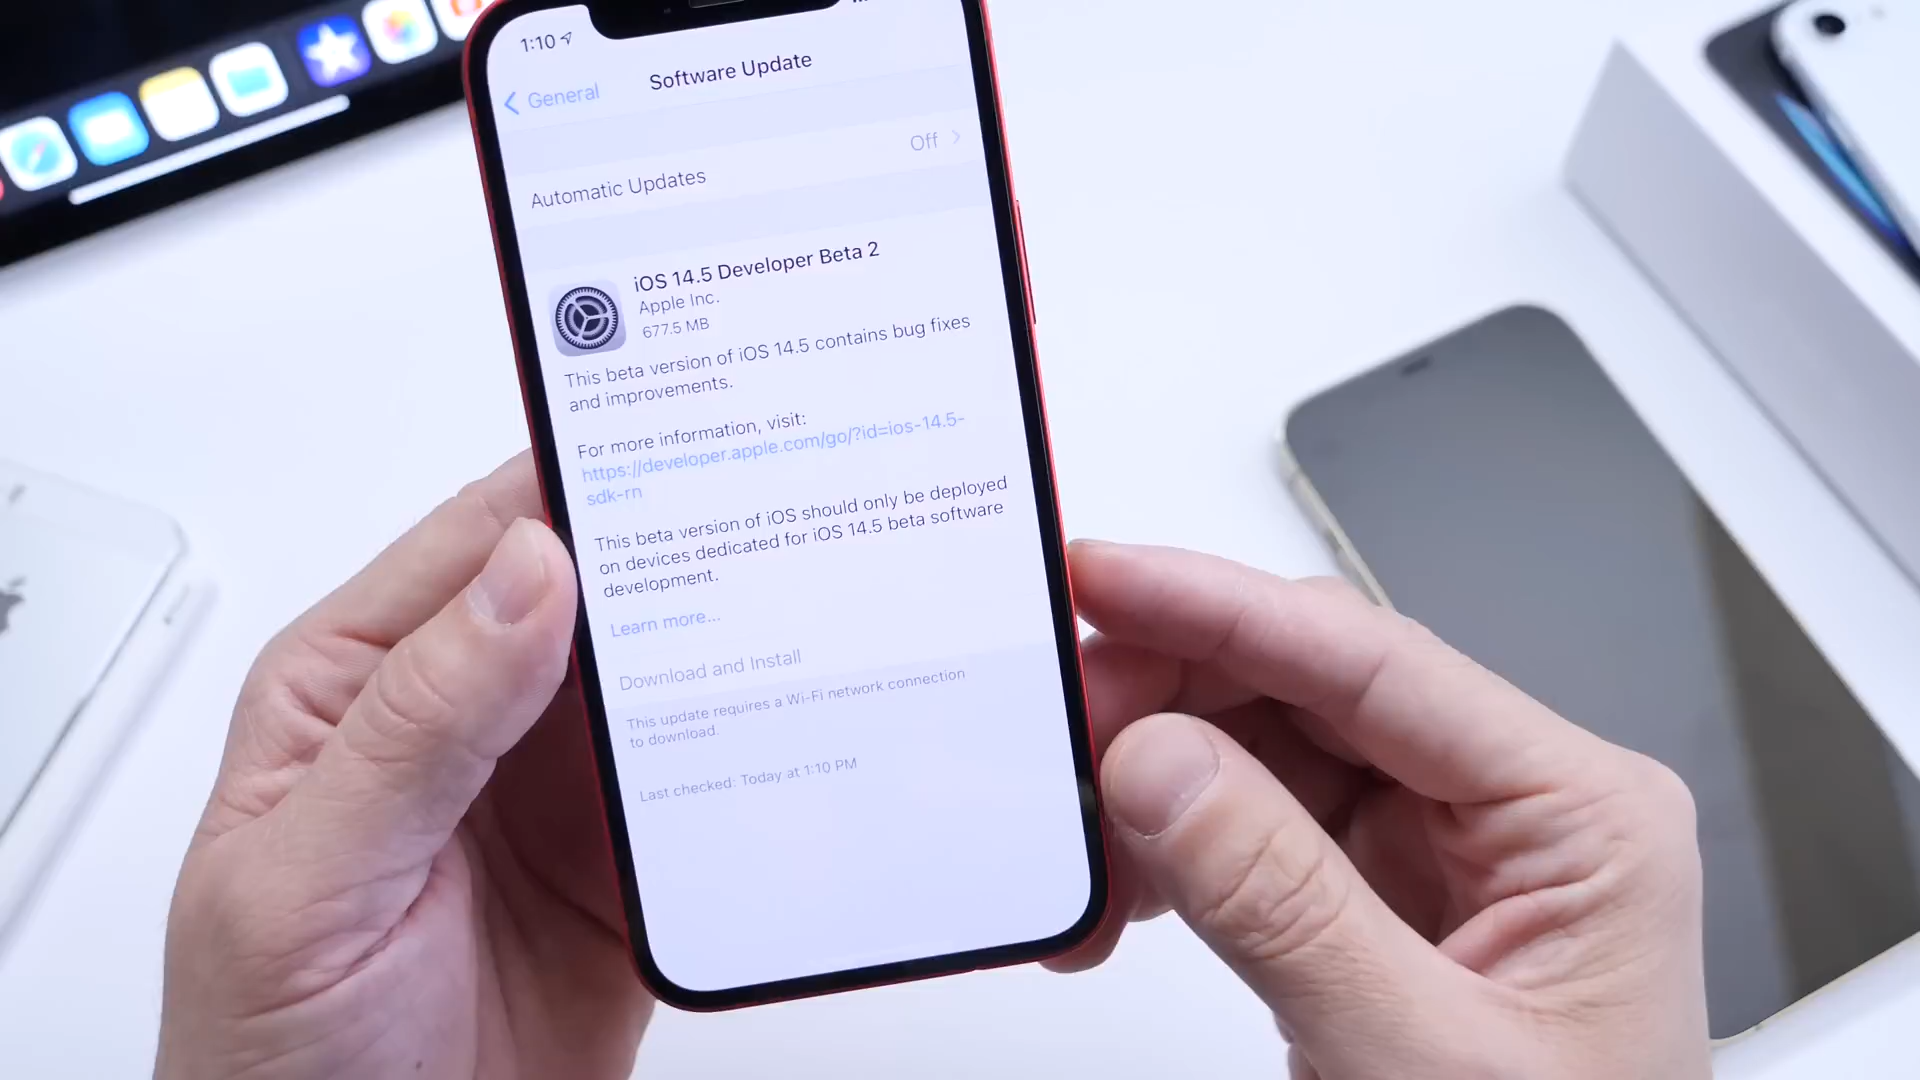 1:10
General
Software Update
Automatic Updates
Off
iOS 14.5 Developer Beta 2
Apple Inc.
677.5 MB
This beta version of iOS 14.5 contains bug fixes
and improvements.
For more information, visit:
https://developer.apple.com/go/?id=ios-14.5-
sdk-rn
This beta version of iOS should only be deployed
on devices dedicated for iOS 14.5 beta software
development.
Learn more...
Download and Install
This update requires a Wi-Fi network connection
to download.
Last checked: Today at 1:10 PM